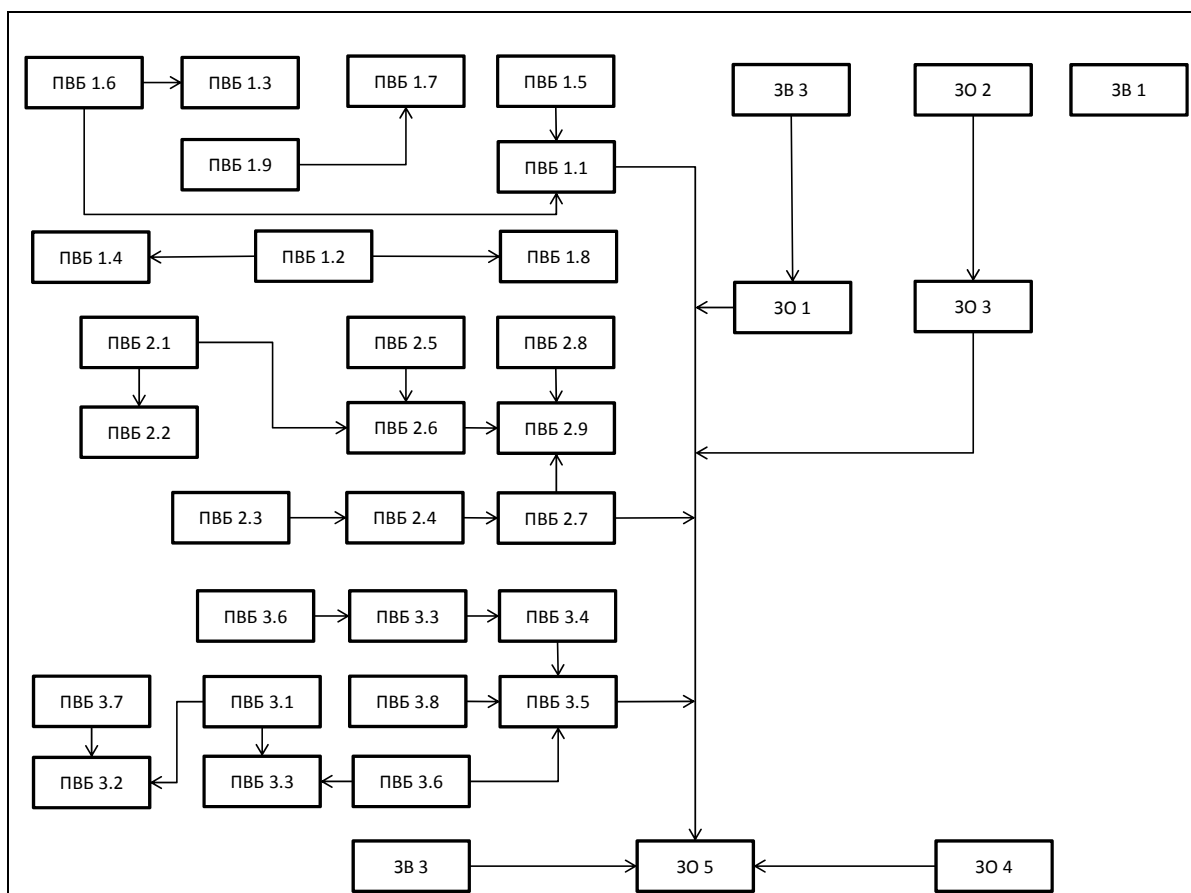 ПВБ 1.6
ПВБ 1.3
ПВБ 1.7
ПВБ 1.5
ЗВ 3
ЗО 2
ЗВ 1
ПВБ 1.9
ПВБ 1.1
ПВБ 1.4
ПВБ 1.2
ПВБ 1.8
ЗО 1
ЗО 3
ПВБ 2.1
ПВБ 2.5
ПВБ 2.8
ПВБ 2.2
ПВБ 2.6
ПВБ 2.9
ПВБ 2.3
ПВБ 2.4
ПВБ 2.7
ПВБ 3.6
ПВБ 3.3
ПВБ 3.4
ПВБ 3.7
ПВБ 3.1
ПВБ 3.8
ПВБ 3.5
ПВБ 3.2
ПВБ 3.3
ПВБ 3.6
ЗВ 3
ЗО 5
ЗО 4